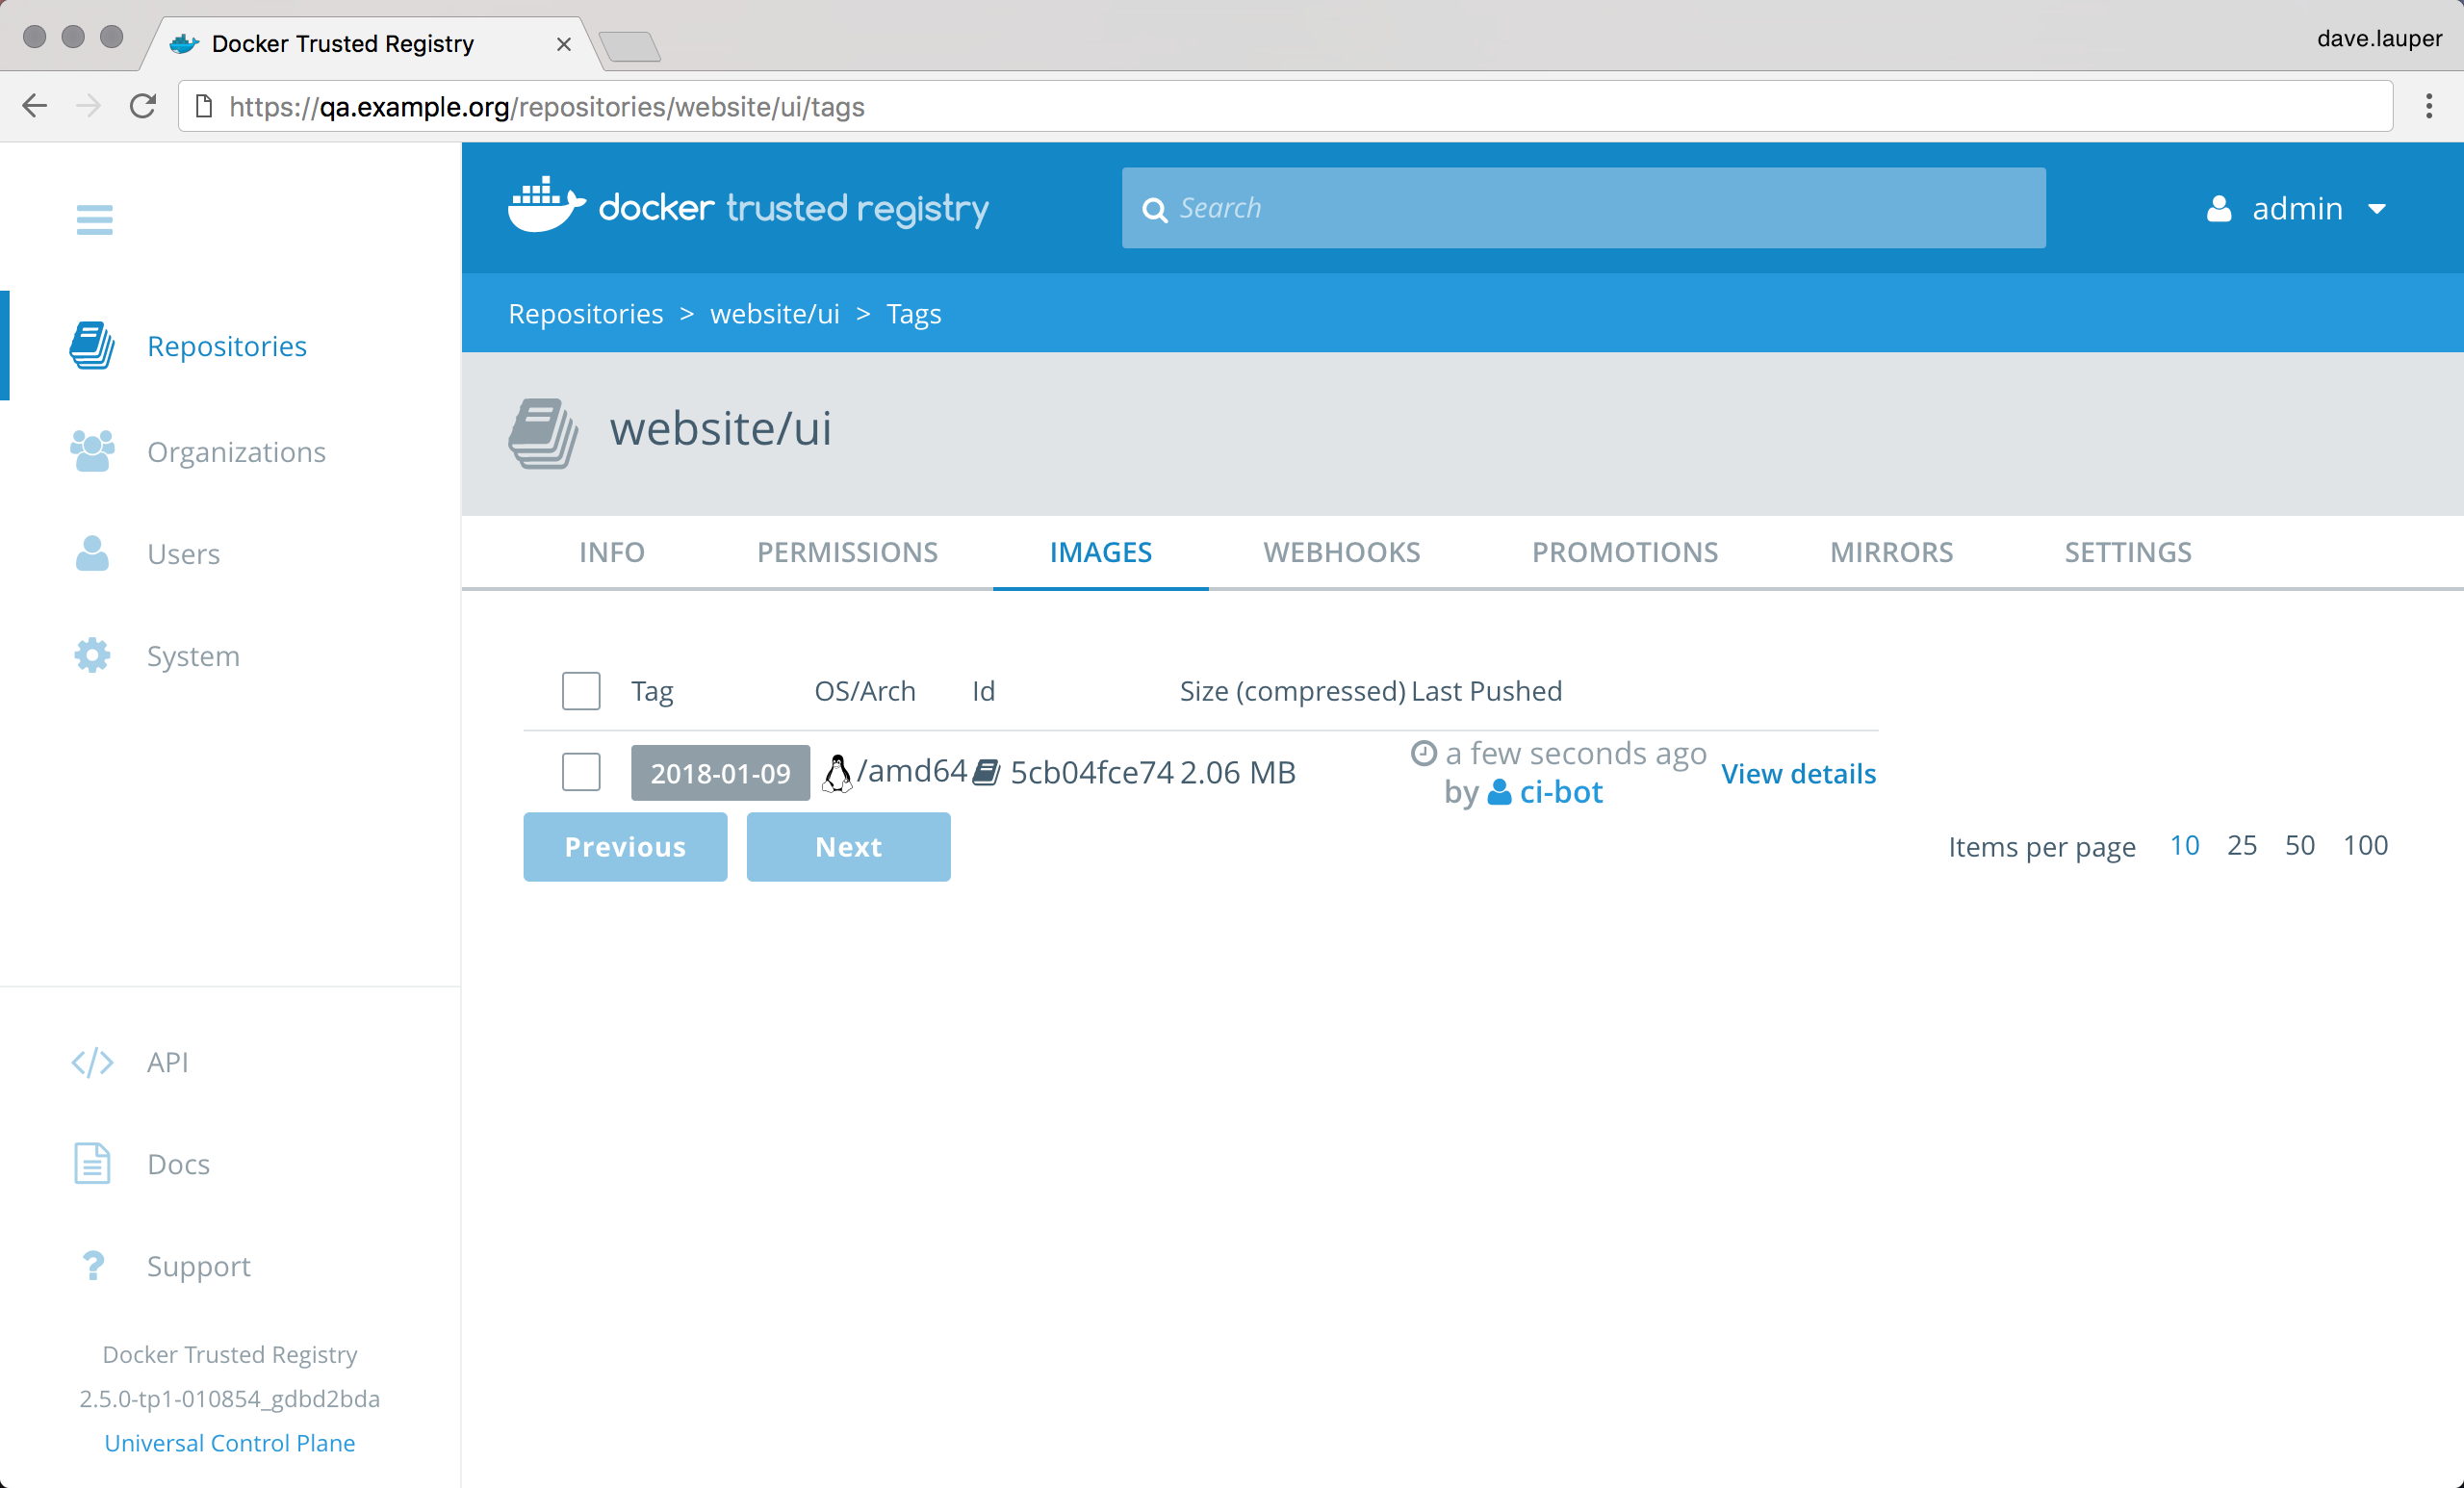 Docker Trusted Registry
dave.lauper
https://qa.example.org/repositories/website/ui/tags
docker trusted registry
Search
admin
Repositories > website/ui > Tags
Repositories
Organizations
Users
System
website/ui
INFO PERMISSIONS IMAGES WEBHOOKS PROMOTIONS MIRRORS SETTINGS
Tag OS/Arch Id Size (compressed) Last Pushed
2018-01-09 /amd64 5cb04fce74 2.06 MB a few seconds ago View details
by ci-bot
Previous Next Items per page 10 25 50 100
API
Docs
? Support
Docker Trusted Registry
2.5.0-tp1-010854_gdbd2bda
Universal Control Plane